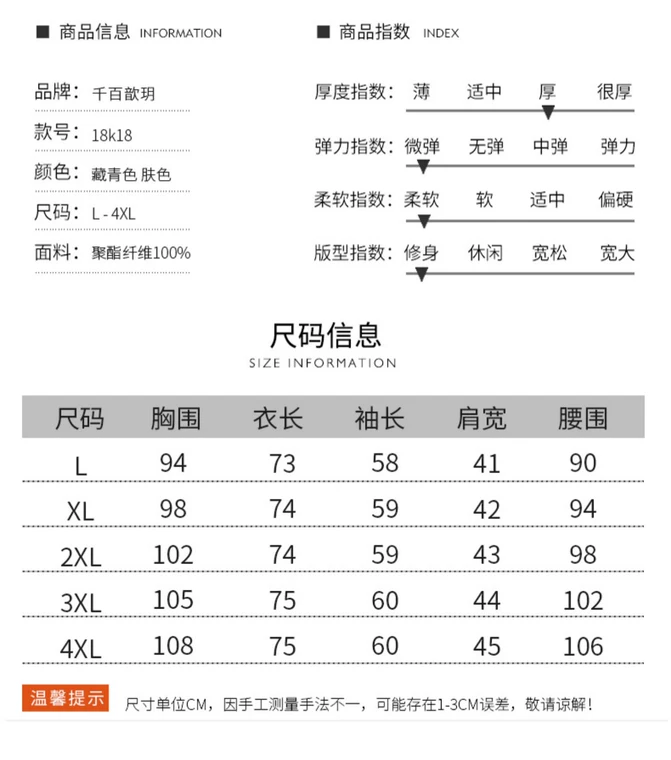 ■ 商品信息 INFORMATION
品牌： 千百歆玥
款号： 18k18
颜色： 藏青色 肤色
尺码： L - 4XL
面料： 聚酯纤维100%
■ 商品指数 INDEX
厚度指数： 薄 适中 厚 很厚
弹力指数： 微弹 无弹 中弹 弹力
柔软指数： 柔软 软 适中 偏硬
版型指数： 修身 休闲 宽松 宽大
尺码信息
SIZE INFORMATION
尺码 胸围 衣长 袖长 肩宽 腰围
L 94 73 58 41 90
XL 98 74 59 42 94
2XL 102 74 59 43 98
3XL 105 75 60 44 102
4XL 108 75 60 45 106
温馨提示 尺寸单位CM，因手工测量手法不一，可能存在1-3CM误差，敬请谅解！